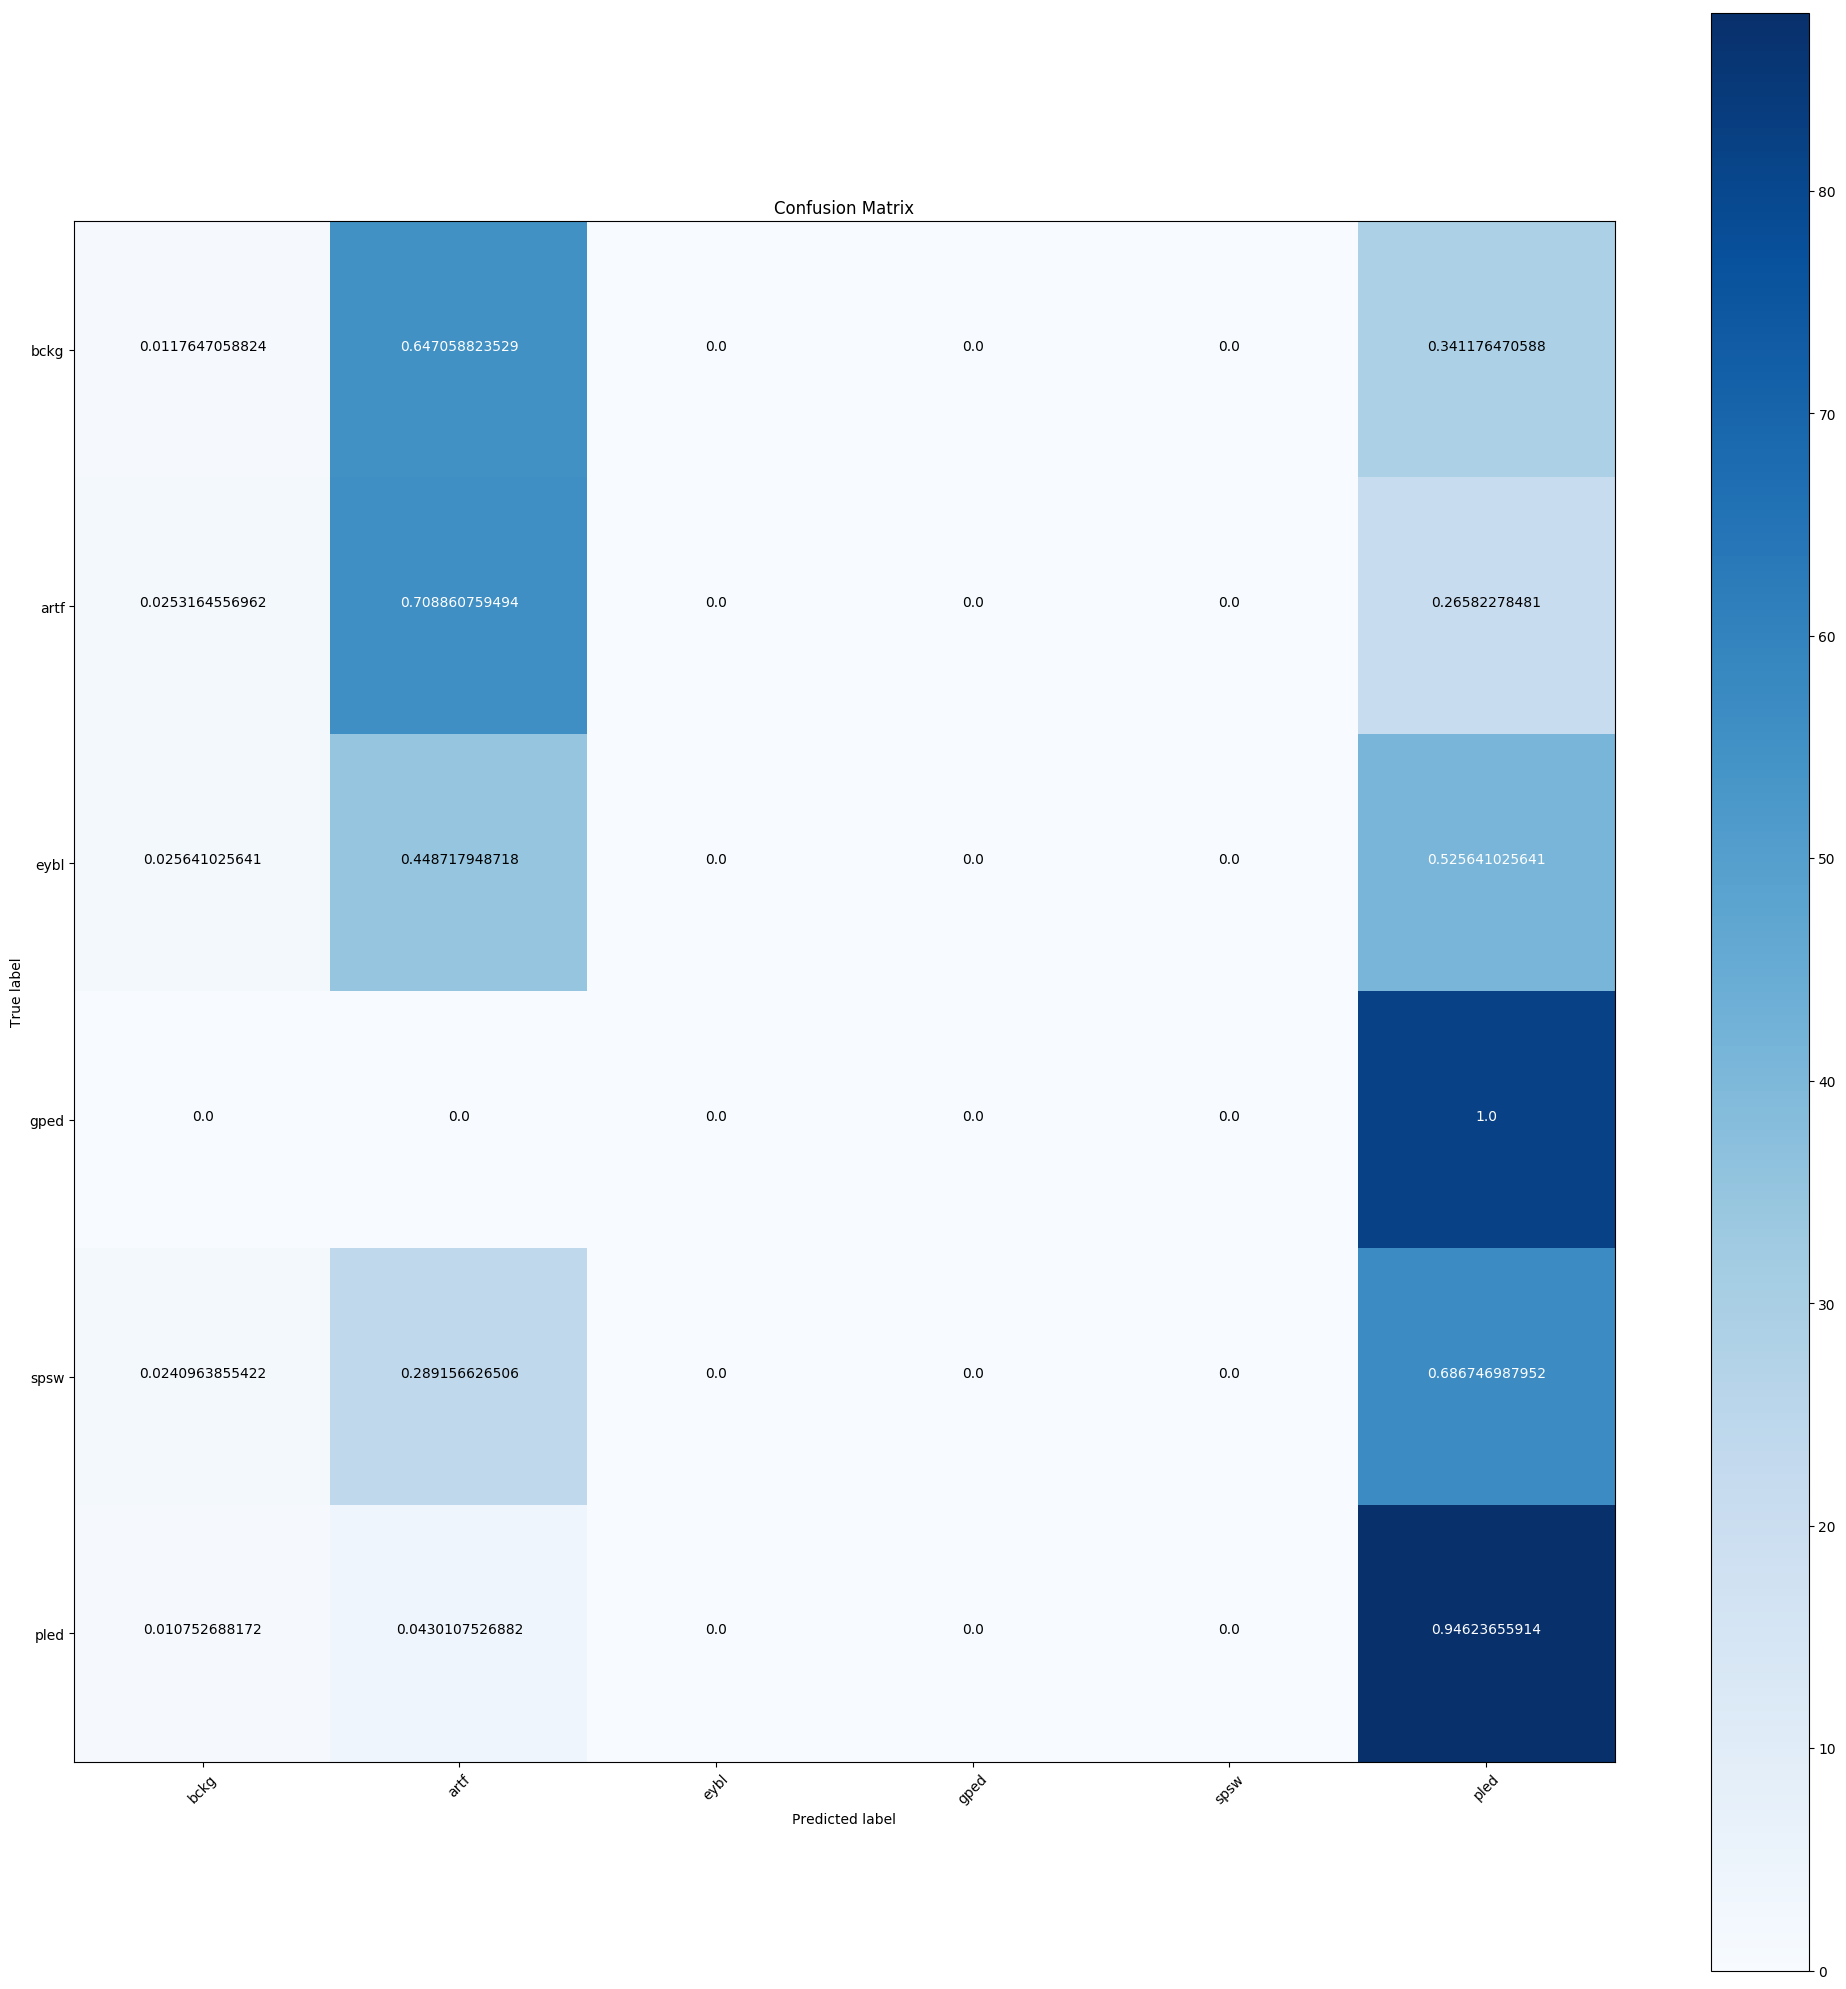 Confusion Matrix
bckg 0.0117647058824 0.647058823529 0.0 0.0 0.0 0.341176470588
artf 0.0253164556962 0.708860759494 0.0 0.0 0.0 0.26582278481
eybl 0.025641025641 0.448717948718 0.0 0.0 0.0 0.525641025641
gped 0.0 0.0 0.0 0.0 0.0 1.0
spsw 0.0240963855422 0.289156626506 0.0 0.0 0.0 0.686746987952
pled 0.010752688172 0.0430107526882 0.0 0.0 0.0 0.94623655914
True label
bckg artf eybl gped spsw pled
Predicted label
80
70
60
50
40
30
20
10
0